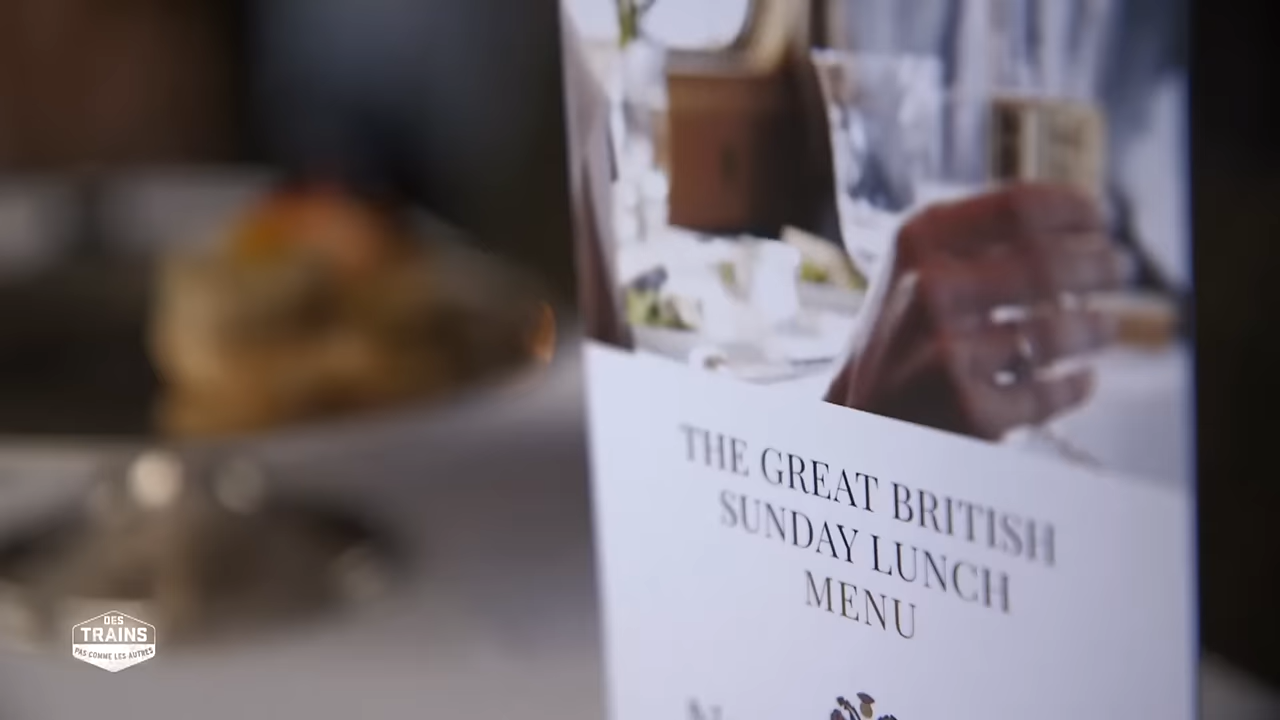 THE GREAT BRITISH
SUNDAY LUNCH
MENU
DES
TRAINS
PAS COMME LES AUTRES